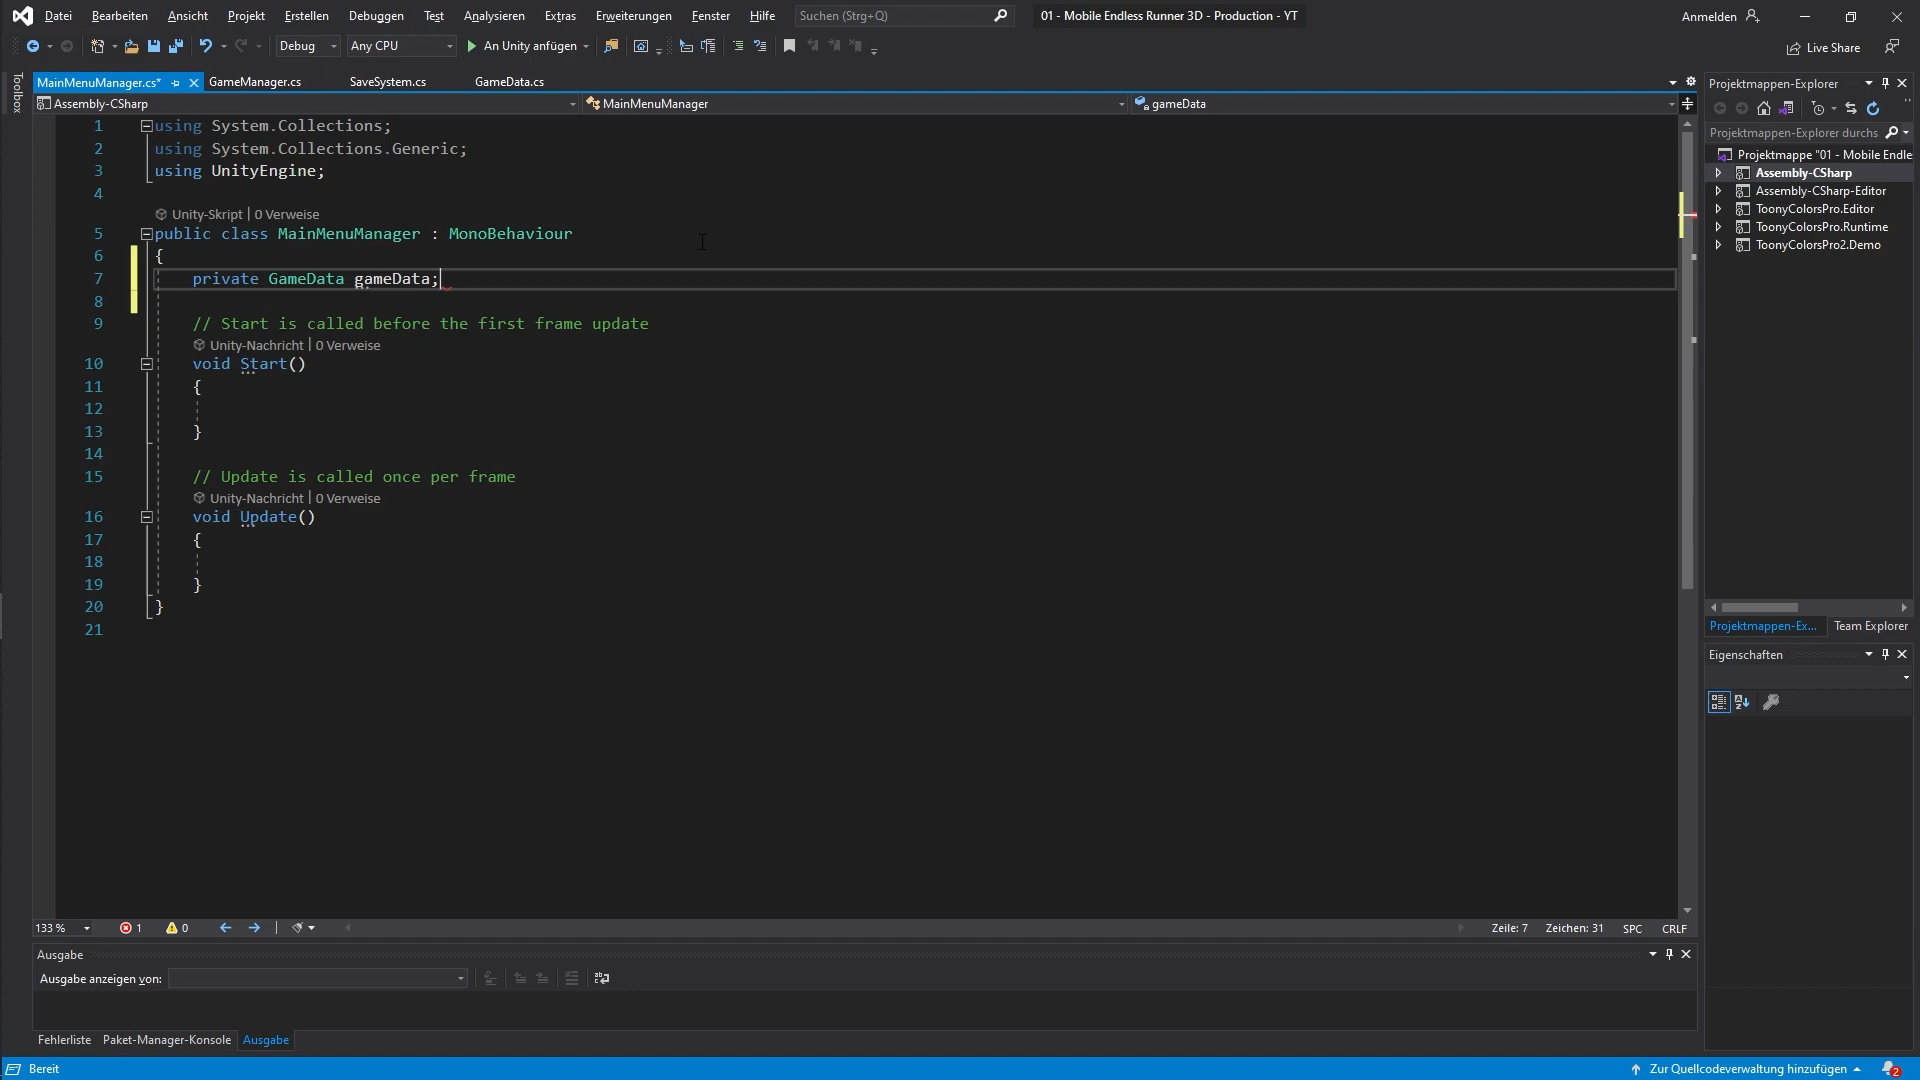 Datei Bearbeiten Ansicht Projekt Erstellen Debuggen Test Analysieren Extras Erweiterungen Fenster Hilfe Suchen (Strg+Q) 01 - Mobile Endless Runner 3D - Production - YT Anmelden
Debug Any CPU An Unity anfügen Live Share
Toolbox
MainMenuManager.cs* GameManager.cs SaveSystem.cs GameData.cs
Assembly-CSharp MainMenuManager gameData
1 using System.Collections;
2 using System.Collections.Generic;
3 using UnityEngine;
4
Unity-Skript | 0 Verweise
5 public class MainMenuManager : MonoBehaviour
6 {
7 private GameData gameData;
8
9 // Start is called before the first frame update
Unity-Nachricht | 0 Verweise
10 void Start()
11 {
12
13 }
14
15 // Update is called once per frame
Unity-Nachricht | 0 Verweise
16 void Update()
17 {
18
19 }
20 }
21
133 % 1 0 Zeile: 7 Zeichen: 31 SPC CRLF
Ausgabe
Ausgabe anzeigen von:
Fehlerliste Paket-Manager-Konsole Ausgabe
Bereit Zur Quellcodeverwaltung hinzufügen 2
Projektmappen-Explorer
Projektmappen-Explorer durchs
Projektmappe "01 - Mobile Endle
Assembly-CSharp
Assembly-CSharp-Editor
ToonyColorsPro.Editor
ToonyColorsPro.Runtime
ToonyColorsPro2.Demo
Projektmappen-Ex... Team Explorer
Eigenschaften